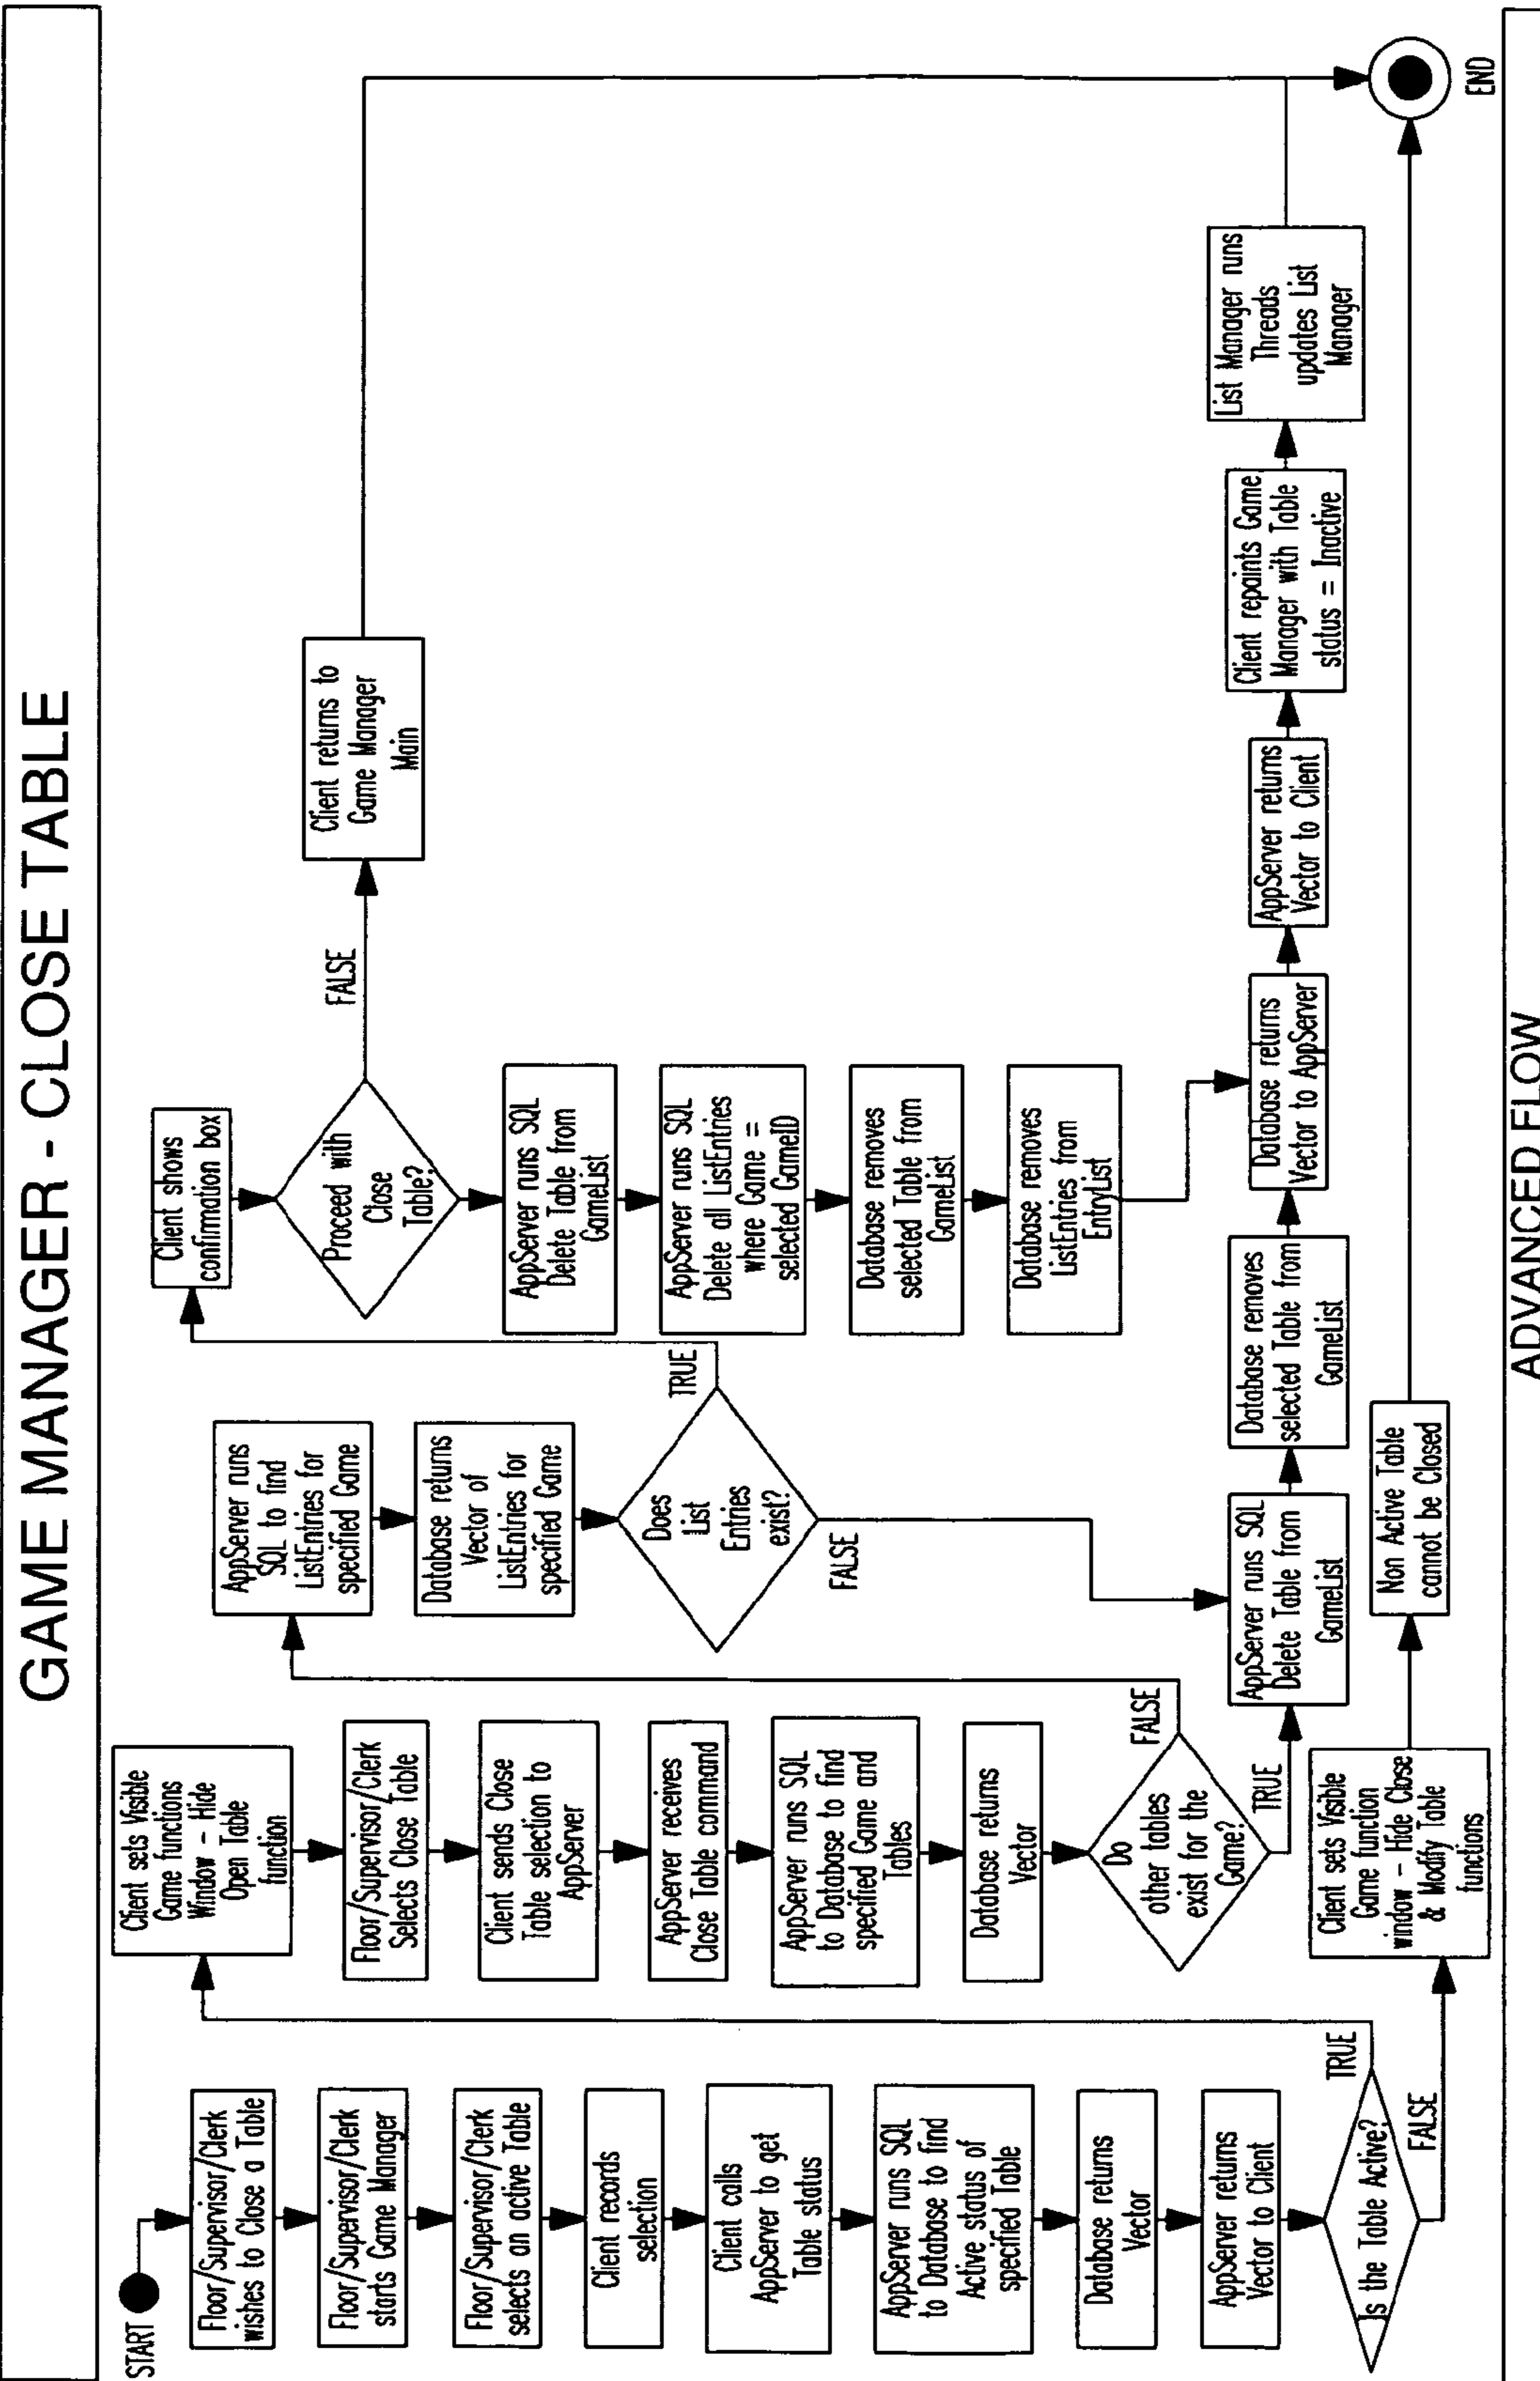 GAME MANAGER - CLOSE TABLE
START
Floor/Supervisor/Clerk
wishes to Close a Table
Floor/Supervisor/Clerk
starts Game Manager
Floor/Supervisor/Clerk
selects an active Table
Client records
selection
Client calls
AppServer to get
Table status
AppServer runs SQL
to Database to find
Active status of
specified Table
Database returns
Vector
AppServer returns
Vector to Client
Is the Table Active?
TRUE
FALSE
Client sets Visible
Game functions
Window - Hide
Open Table
function
Floor/Supervisor/Clerk
Selects Close Table
Client sends Close
Table selection to
AppServer
AppServer receives
Close Table command
AppServer runs SQL
to Database to find
specified Game and
Tables
Database returns
Vector
Do
other tables
exist for the
Game?
FALSE
TRUE
Client sets Visible
Game function
window - Hide Close
& Modify Table
functions
AppServer runs
SQL to find
ListEntries for
specified Game
Database returns
Vector of
ListEntries for
specified Game
Does
List
Entries
exist?
TRUE
FALSE
AppServer runs SQL
Delete Table from
GameList
Non Active Table
cannot be Closed
Client shows
confirmation box
Proceed with
Close
Table?
FALSE
AppServer runs SQL
Delete Table from
GameList
AppServer runs SQL
Delete all ListEntries
where Game =
selected GameID
Database removes
selected Table from
GameList
Database removes
ListEntries from
EntryList
Database removes
selected Table from
GameList
Database returns
Vector to AppServer
AppServer returns
Vector to Client
Client returns to
Game Manager
Main
Client repaints Game
Manager with Table
status = Inactive
List Manager runs
Threads
updates List
Manager
END
ADVANCED FLOW